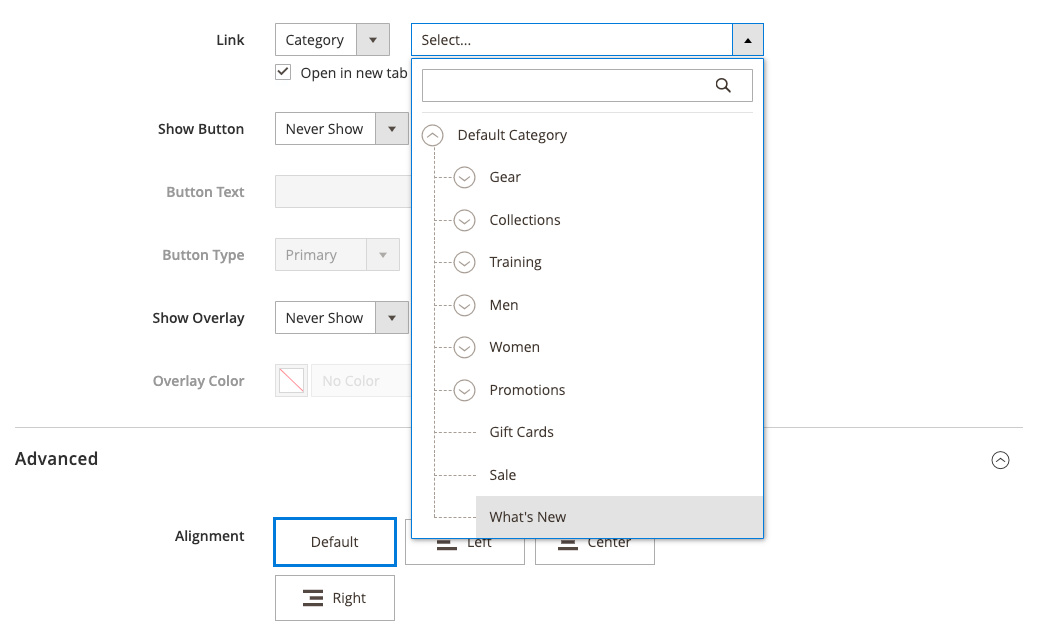 Link Category Select...
Open in new tab
Default Category
Show Button Never Show
Gear
Button Text
Collections
Button Type Primary
Training
Men
Show Overlay Never Show
Women
Overlay Color No Color
Promotions
Gift Cards
Advanced
Sale
What's New
Alignment Default Left Center
Right